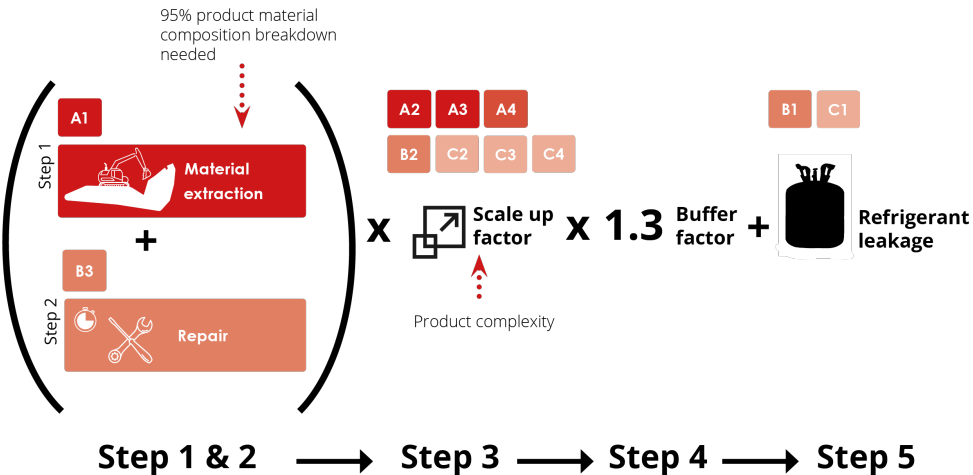 95% product material
composition breakdown
needed
A1
Step 1
Material
extraction
+
B3
Step 2
Repair
x
A2 A3 A4
B2 C2 C3 C4
Scale up
factor
Product complexity
x 1.3 Buffer
factor
+
B1 C1
Refrigerant
leakage
Step 1 & 2
Step 3
Step 4
Step 5